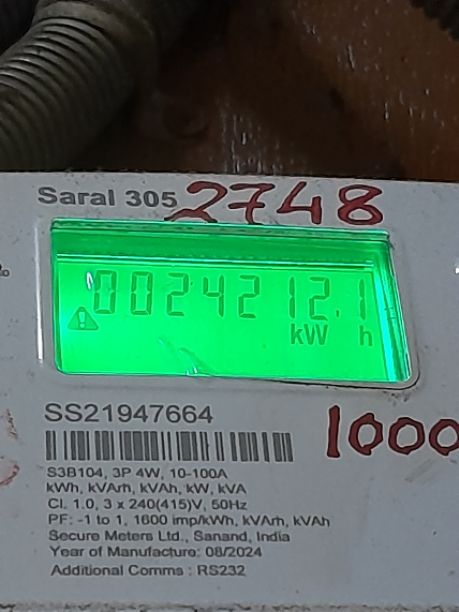 Saral 305 2748
0024212.1
kW h
SS21947664
1000
S3B104, 3P 4W, 10-100A
kWh, kVArh, kVAh, kW, kVA
Cl. 1.0, 3 x 240(415)V, 50Hz
PF: -1 to 1, 1600 imp/kWh, kVArh, kVAh
Secure Meters Ltd., Sanand, India
Year of Manufacture: 08/2024
Additional Comms : RS232